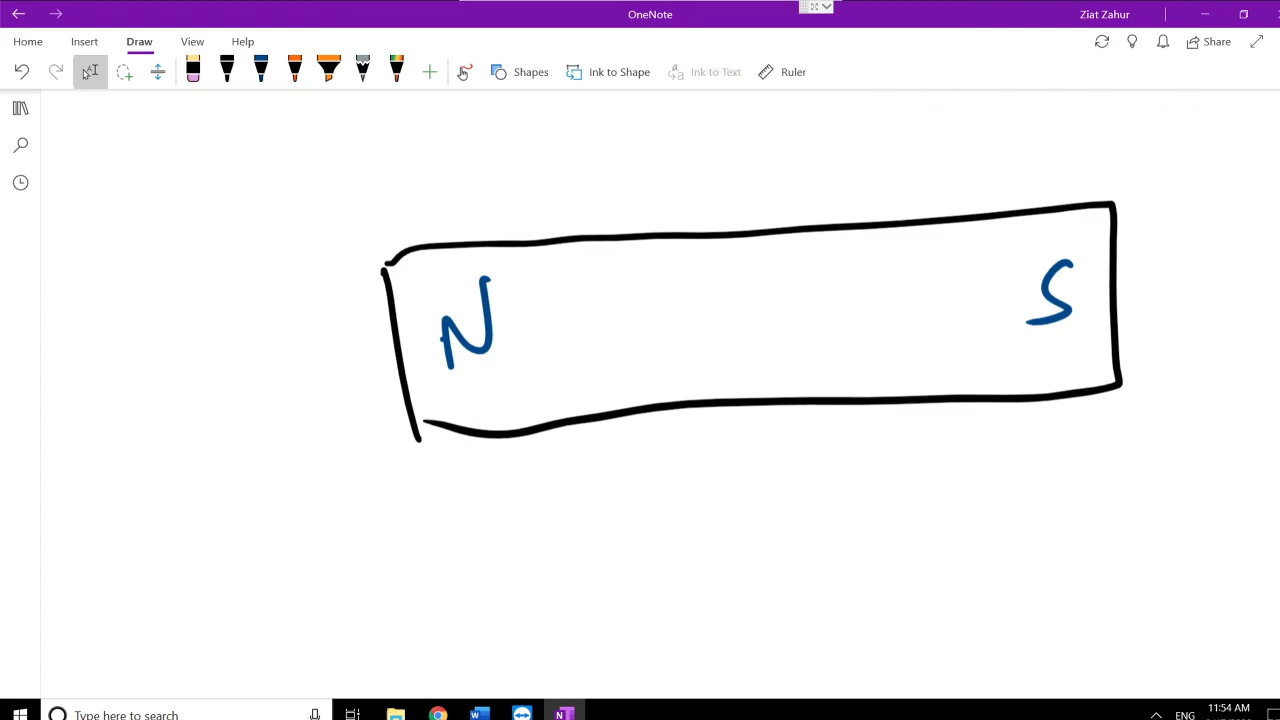 OneNote
Ziat Zahur
Home Insert Draw View Help
Share
Shapes Ink to Shape Ink to Text Ruler
N S
Type here to search
ENG
11:54 AM